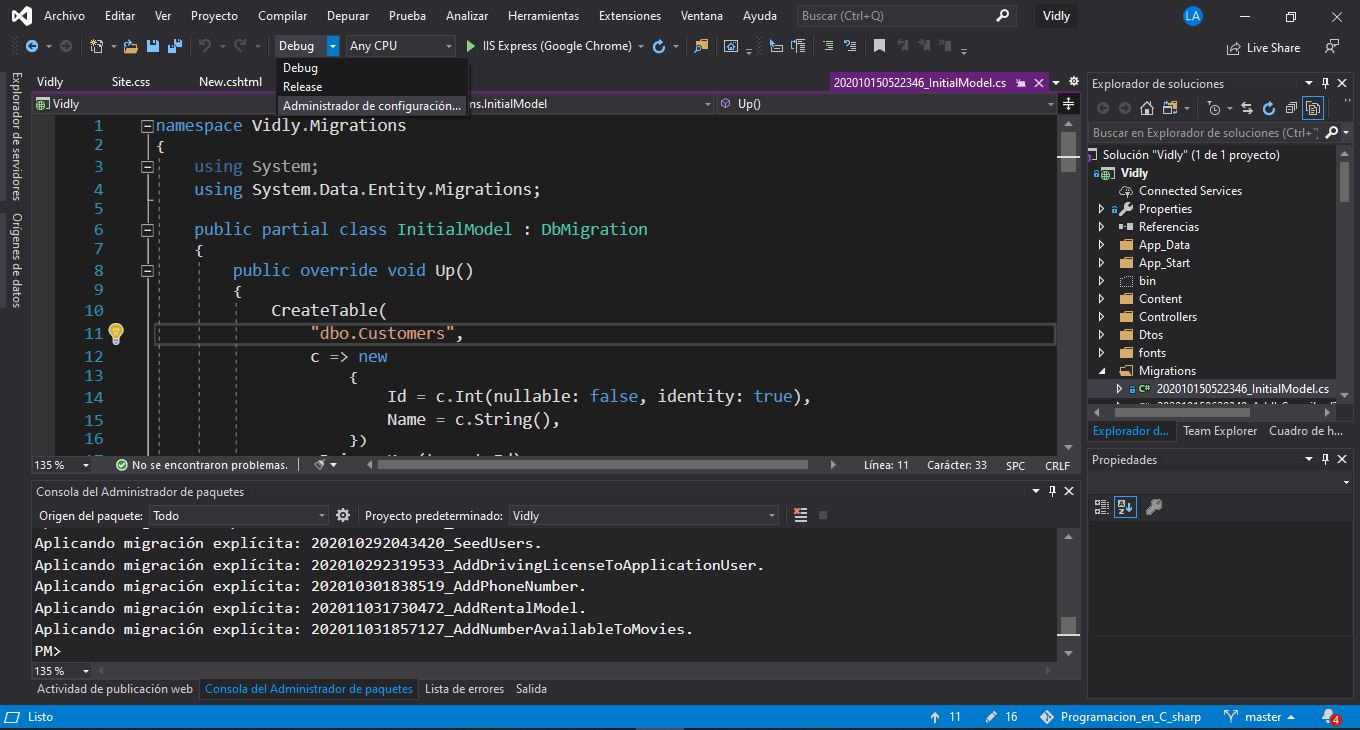 Archivo Editar Ver Proyecto Compilar Depurar Prueba Analizar Herramientas Extensiones Ventana Ayuda Buscar (Ctrl+Q) Vidly LA
Debug Any CPU IIS Express (Google Chrome) Live Share
Debug
Release
Administrador de configuración...
Explorador de servidores
Orígenes de datos
Vidly Site.css New.cshtml 202010150522346_InitialModel.cs
Vidly ns.InitialModel Up()
1 namespace Vidly.Migrations
2 {
3 using System;
4 using System.Data.Entity.Migrations;
5
6 public partial class InitialModel : DbMigration
7 {
8 public override void Up()
9 {
10 CreateTable(
11 "dbo.Customers",
12 c => new
13 {
14 Id = c.Int(nullable: false, identity: true),
15 Name = c.String(),
16 })
135 % No se encontraron problemas. Línea: 11 Carácter: 33 SPC CRLF
Consola del Administrador de paquetes
Origen del paquete: Todo Proyecto predeterminado: Vidly
Aplicando migración explícita: 202010292043420_SeedUsers.
Aplicando migración explícita: 202010292319533_AddDrivingLicenseToApplicationUser.
Aplicando migración explícita: 202010301838519_AddPhoneNumber.
Aplicando migración explícita: 202011031730472_AddRentalModel.
Aplicando migración explícita: 202011031857127_AddNumberAvailableToMovies.
PM>
135 %
Actividad de publicación web Consola del Administrador de paquetes Lista de errores Salida
Explorador de soluciones
Buscar en Explorador de soluciones (Ctrl+
Solución "Vidly" (1 de 1 proyecto)
Vidly
Connected Services
Properties
Referencias
App_Data
App_Start
bin
Content
Controllers
Dtos
fonts
Migrations
C# 202010150522346_InitialModel.cs
Explorador d... Team Explorer Cuadro de h...
Propiedades
Listo 11 16 Programacion_en_C_sharp master 4